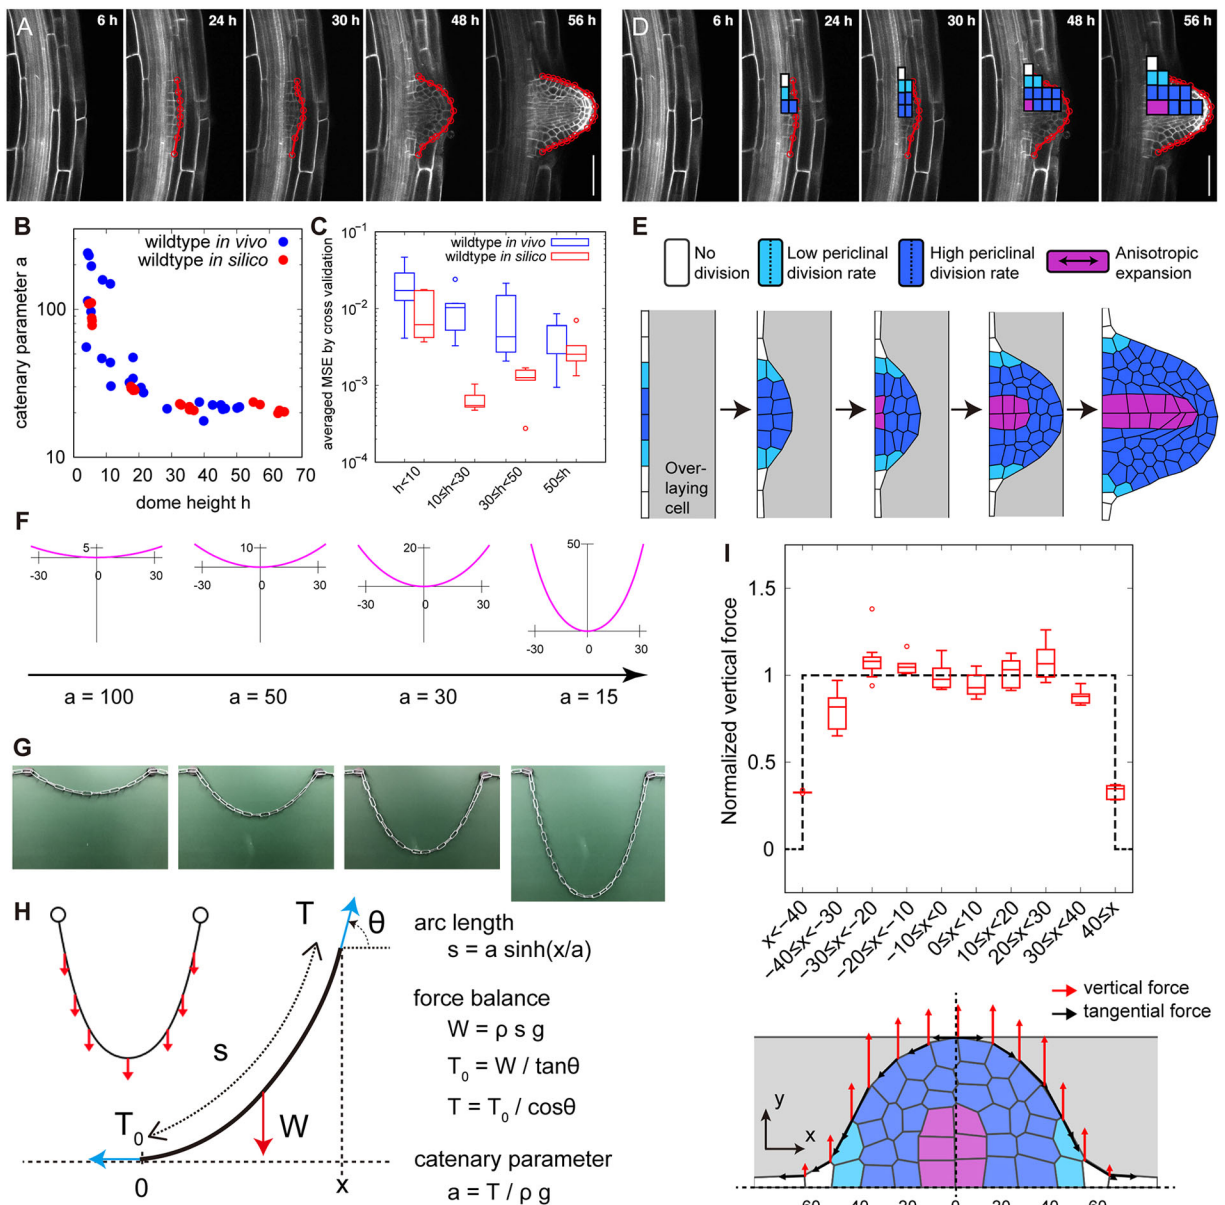 A
6 h
24 h
30 h
48 h
56 h
D
6 h
24 h
30 h
48 h
56 h
B
catenary parameter a
100
10
wildtype in vivo
wildtype in silico
0 10 20 30 40 50 60 70
dome height h
C
averaged MSE by cross validation
10⁻¹
10⁻²
10⁻³
10⁻⁴
wildtype in vivo
wildtype in silico
h<10
10≤h<30
30≤h<50
50≤h
E
No
division
Low periclinal
division rate
High periclinal
division rate
Anisotropic
expansion
Over-
laying
cell
F
5
-30 0 30
10
-30 0 30
20
-30 0 30
50
-30 0 30
a = 100
a = 50
a = 30
a = 15
G
H
T
θ
s
T₀
W
0
x
arc length
s = a sinh(x/a)
force balance
W = ρ s g
T₀ = W / tanθ
T = T₀ / cosθ
catenary parameter
a = T / ρ g
I
Normalized vertical force
1.5
1
0.5
0
x<−40
−40≤x<−30
−30≤x<−20
−20≤x<−10
−10≤x<0
0≤x<10
10≤x<20
20≤x<30
30≤x<40
40≤x
vertical force
tangential force
y
x